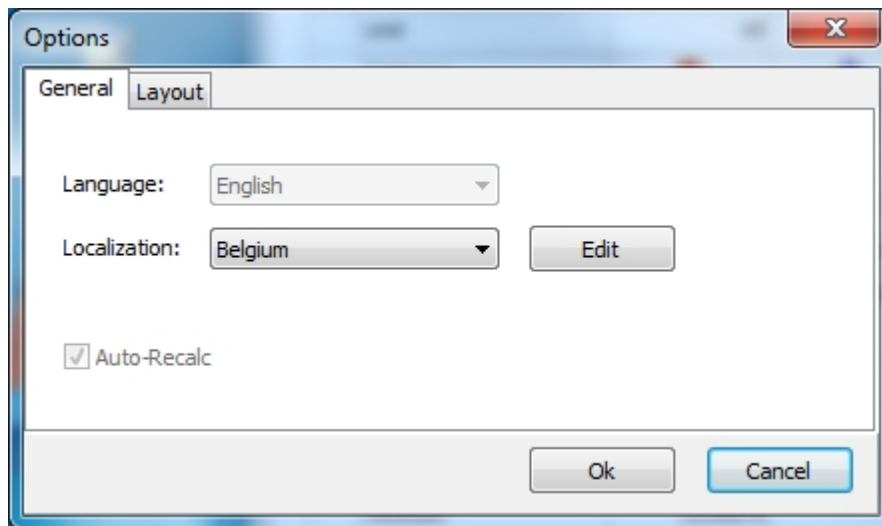 Options
General Layout
Language: English
Localization: Belgium Edit
Auto-Recalc
Ok Cancel